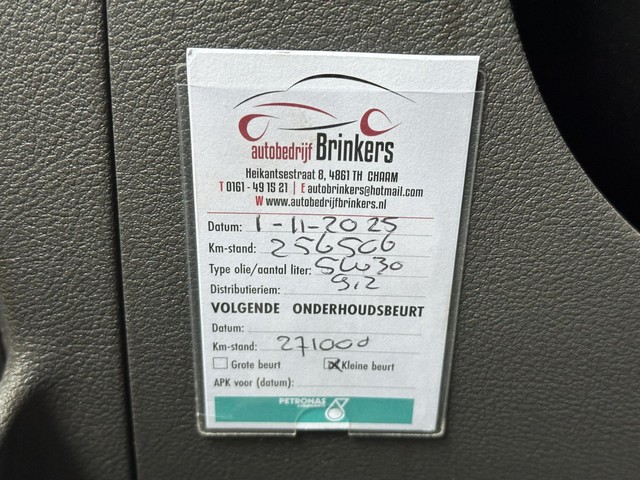 autobedrijf Brinkers
Heikantsestraat 8, 4861 TH CHAAM
T 0161 - 49 15 21 | E autobrinkers@hotmail.com
W www.autobedrijfbrinkers.nl
Datum: 1-11-2025
Km-stand: 256506
Type olie/aantal liter: 5W30
Distributieriem: 9,2
VOLGENDE ONDERHOUDSBEURT
Datum:
Km-stand: 271000
Grote beurt Kleine beurt
APK voor (datum):
PETRONAS
LUBRICANTS